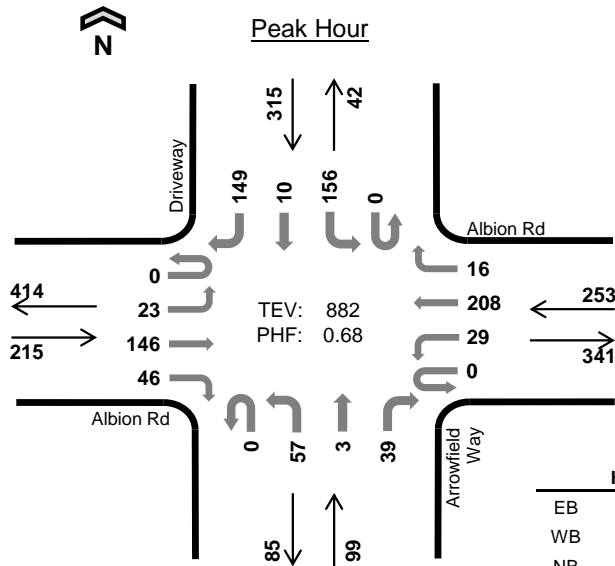 Peak Hour
N
315
42
Driveway
149
10
156
0
Albion Rd
0
16
414
23
TEV: 882
208
253
215
146
PHF: 0.68
29
341
46
0
Albion Rd
0
57
3
39
Arrowfield
Way
85
99
H
EB
WB
NB